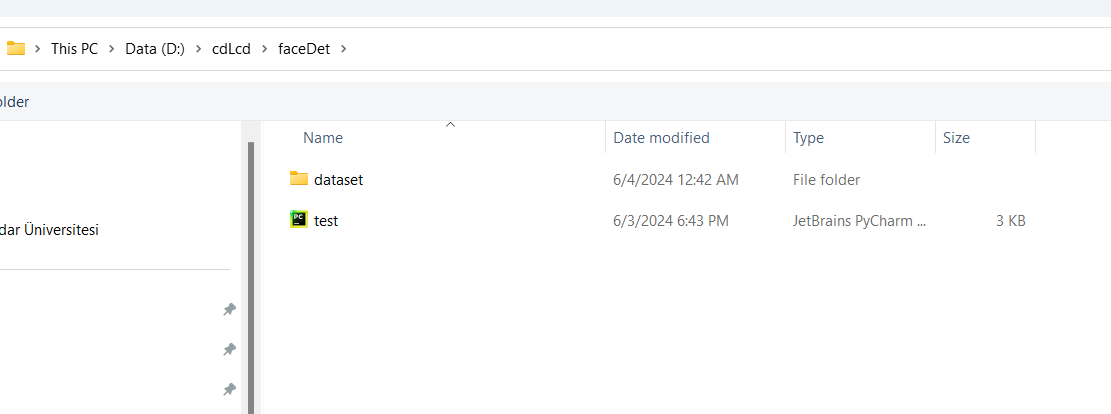 This PC > Data (D:) > cdLcd > faceDet >
older
Name Date modified Type Size
dataset 6/4/2024 12:42 AM File folder
dar Üniversitesi
PC test 6/3/2024 6:43 PM JetBrains PyCharm ... 3 KB